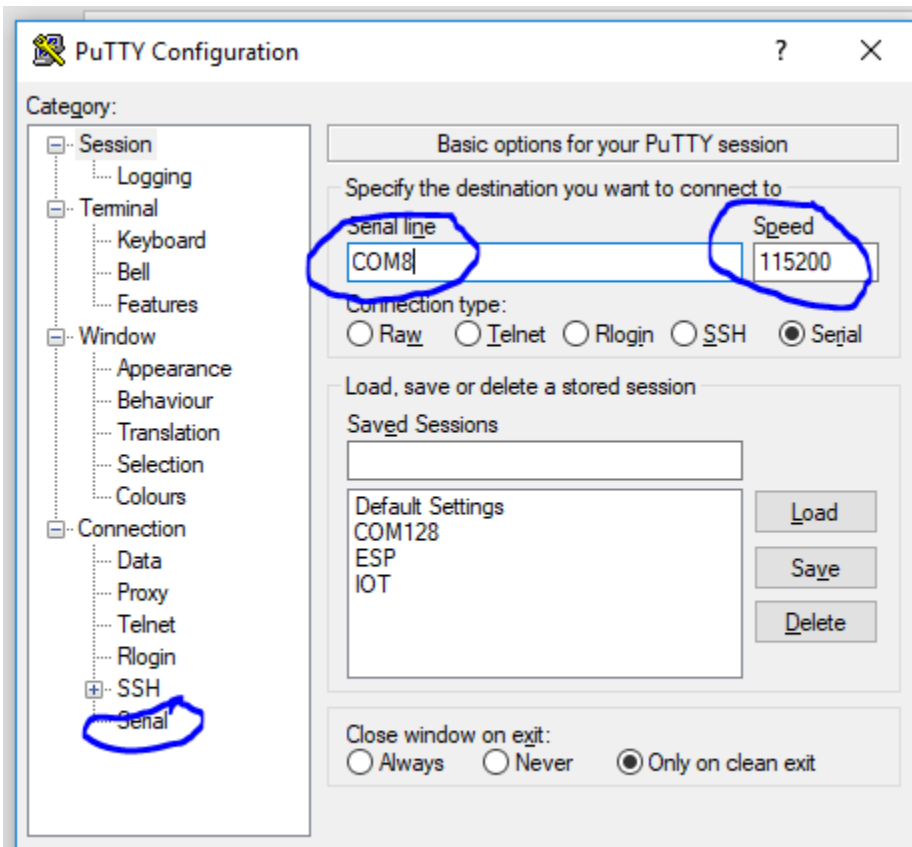 PuTTY Configuration
?
Category:
Session
Logging
Terminal
Keyboard
Bell
Features
Window
Appearance
Behaviour
Translation
Selection
Colours
Connection
Data
Proxy
Telnet
Rlogin
SSH
Serial
Basic options for your PuTTY session
Specify the destination you want to connect to
Serial line
Speed
COM8
115200
Connection type:
Raw Telnet Rlogin SSH Serial
Load, save or delete a stored session
Saved Sessions
Default Settings
COM128
ESP
IOT
Load
Save
Delete
Close window on exit:
Always Never Only on clean exit